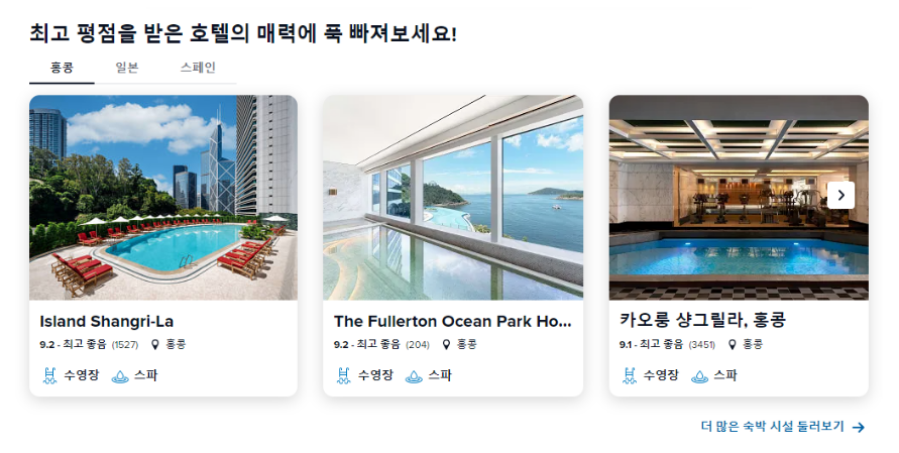 최고 평점을 받은 호텔의 매력에 푹 빠져보세요!
홍콩 일본 스페인
Island Shangri-La
9.2 - 최고 좋음 (1527) 홍콩
수영장 스파
The Fullerton Ocean Park Ho...
9.2 - 최고 좋음 (204) 홍콩
수영장 스파
카오룽 샹그릴라, 홍콩
9.1 - 최고 좋음 (3451) 홍콩
수영장 스파
더 많은 숙박 시설 둘러보기